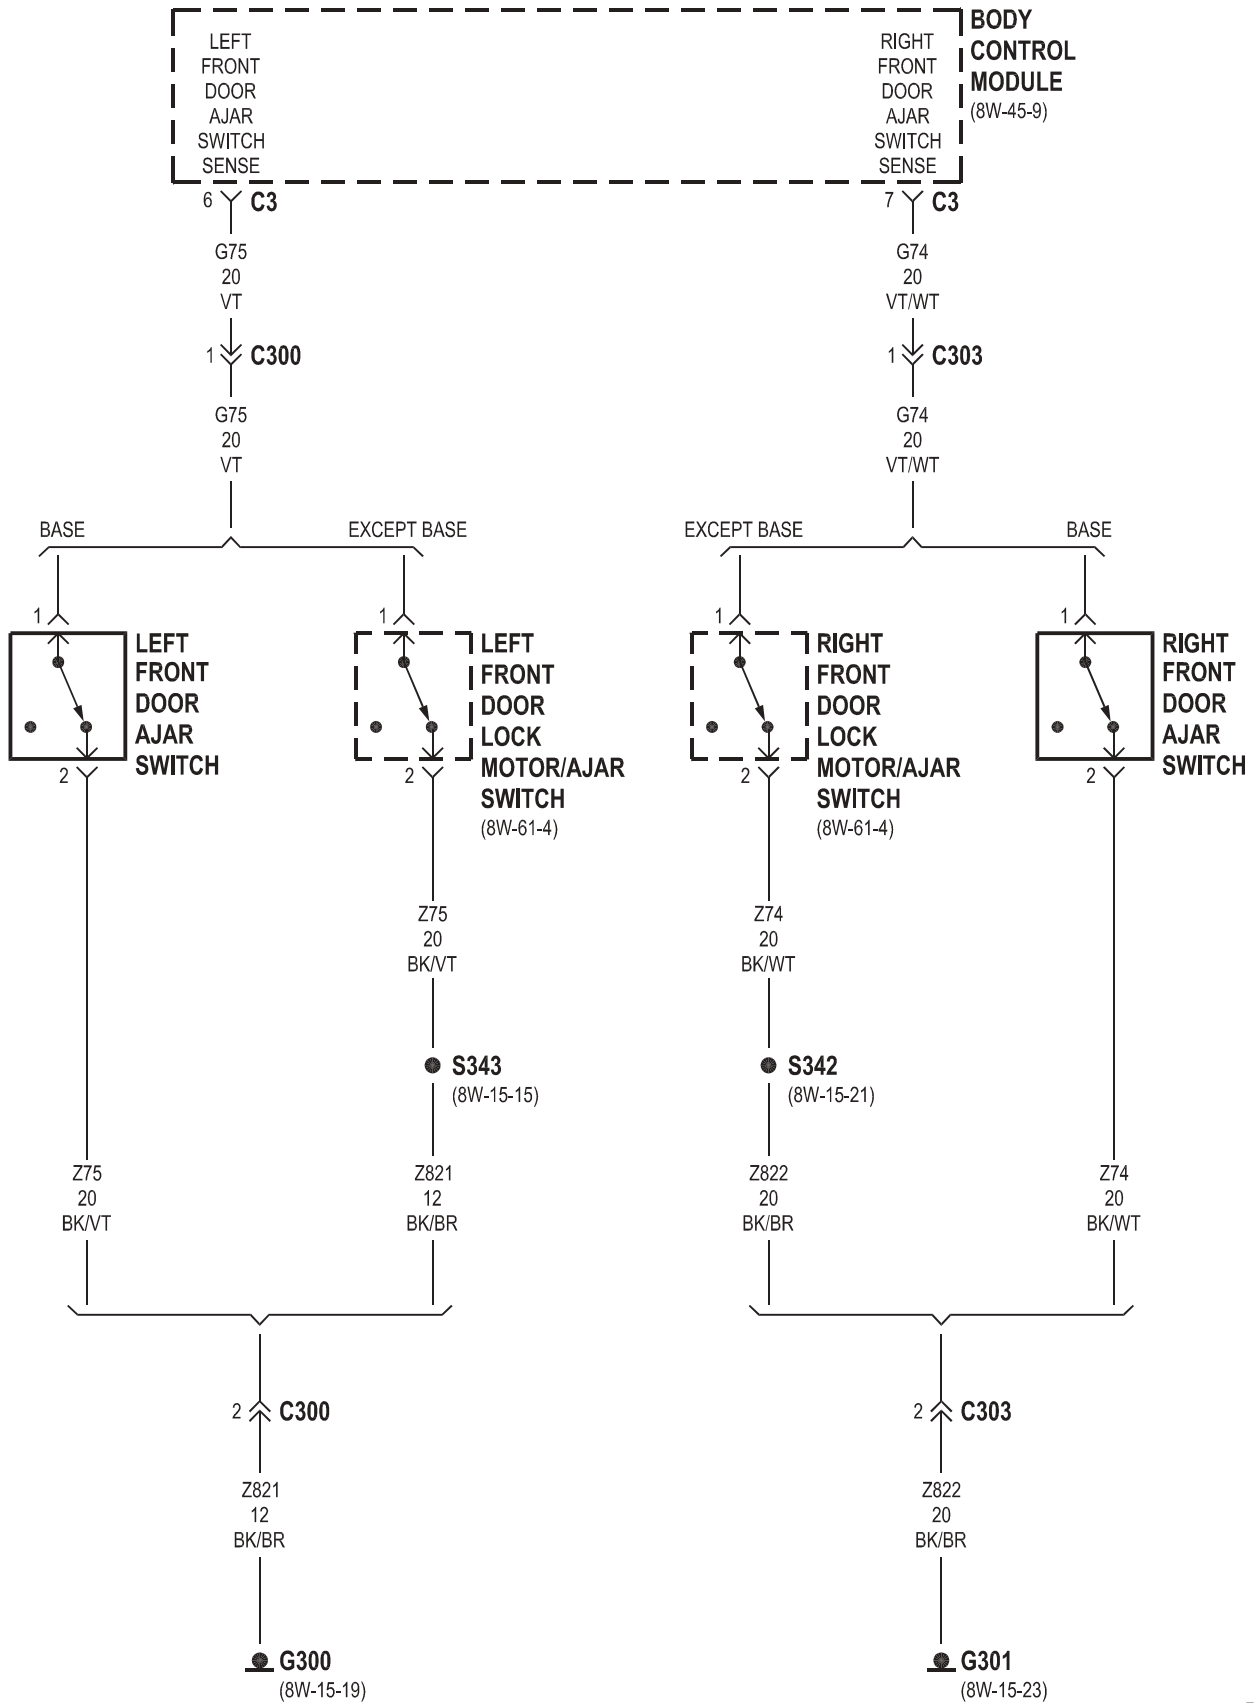 BODY
CONTROL
MODULE
(8W-45-9)
LEFT
FRONT
DOOR
AJAR
SWITCH
SENSE
RIGHT
FRONT
DOOR
AJAR
SWITCH
SENSE
6 C3
7 C3
G75
20
VT
G74
20
VT/WT
1 C300
1 C303
G75
20
VT
G74
20
VT/WT
BASE
EXCEPT BASE
EXCEPT BASE
BASE
1
LEFT
FRONT
DOOR
AJAR
SWITCH
2
1
LEFT
FRONT
DOOR
LOCK
MOTOR/AJAR
SWITCH
(8W-61-4)
2
1
RIGHT
FRONT
DOOR
LOCK
MOTOR/AJAR
SWITCH
(8W-61-4)
2
1
RIGHT
FRONT
DOOR
AJAR
SWITCH
2
Z75
20
BK/VT
Z74
20
BK/WT
S343
(8W-15-15)
S342
(8W-15-21)
Z75
20
BK/VT
Z821
12
BK/BR
Z822
20
BK/BR
Z74
20
BK/WT
2 C300
2 C303
Z821
12
BK/BR
Z822
20
BK/BR
G300
(8W-15-19)
G301
(8W-15-23)